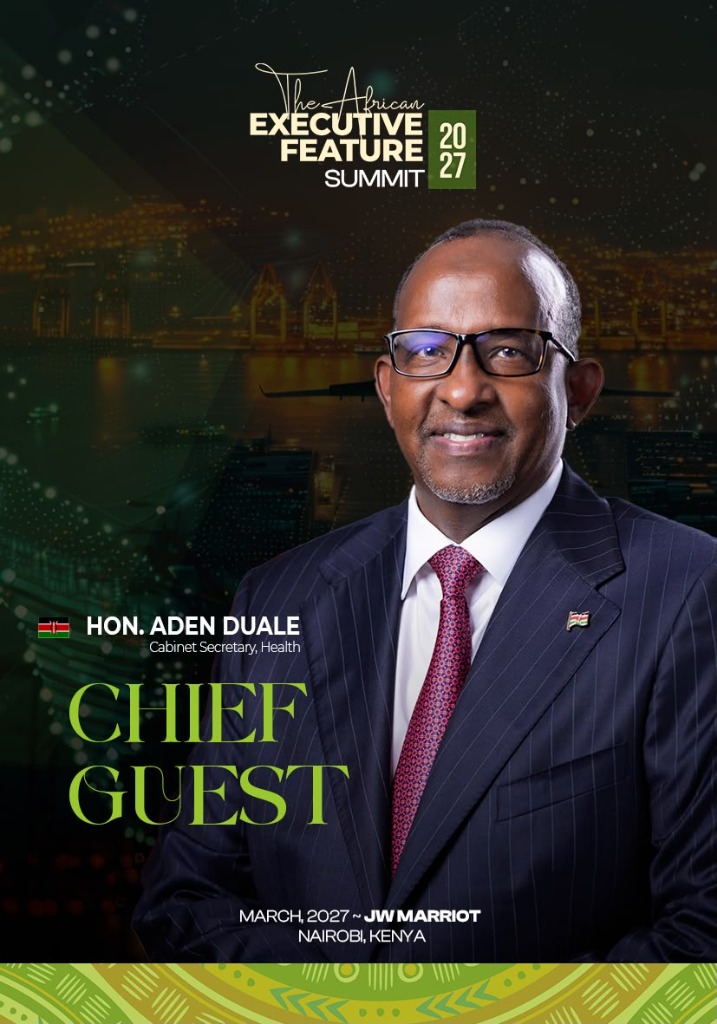 The African
EXECUTIVE
FEATURE
SUMMIT
20
27
HON. ADEN DUALE
Cabinet Secretary, Health
CHIEF
GUEST
MARCH, 2027 ~ JW MARRIOT
NAIROBI, KENYA